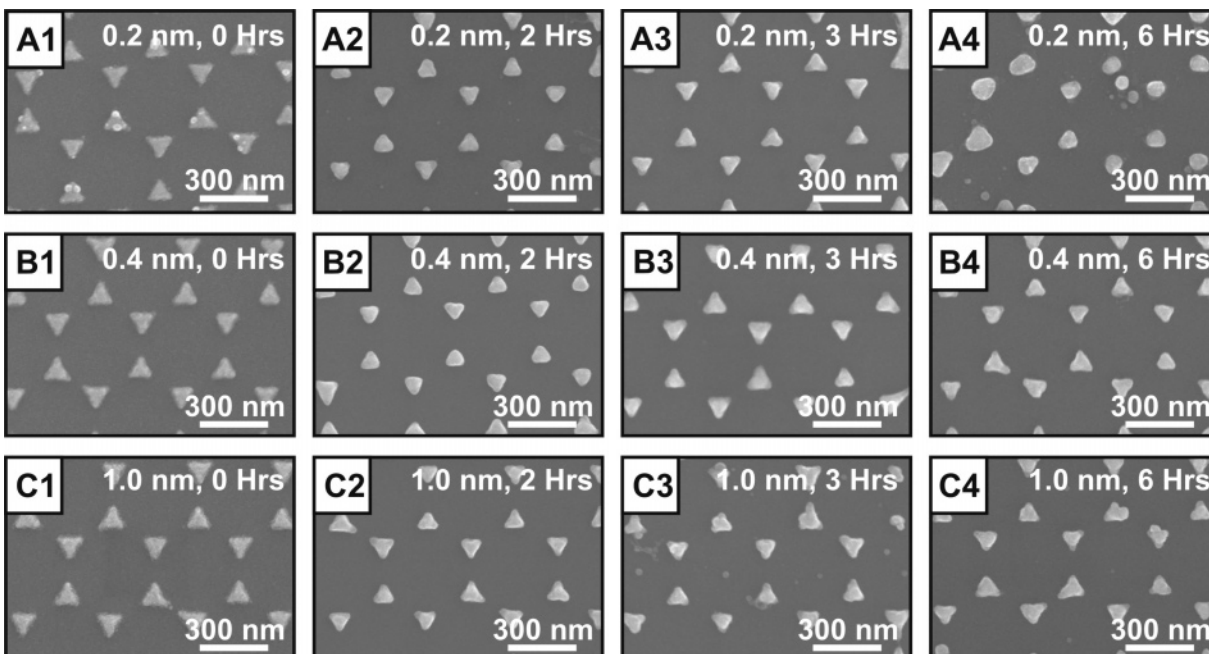 A1 0.2 nm, 0 Hrs
300 nm
A2 0.2 nm, 2 Hrs
300 nm
A3 0.2 nm, 3 Hrs
300 nm
A4 0.2 nm, 6 Hrs
300 nm
B1 0.4 nm, 0 Hrs
300 nm
B2 0.4 nm, 2 Hrs
300 nm
B3 0.4 nm, 3 Hrs
300 nm
B4 0.4 nm, 6 Hrs
300 nm
C1 1.0 nm, 0 Hrs
300 nm
C2 1.0 nm, 2 Hrs
300 nm
C3 1.0 nm, 3 Hrs
300 nm
C4 1.0 nm, 6 Hrs
300 nm